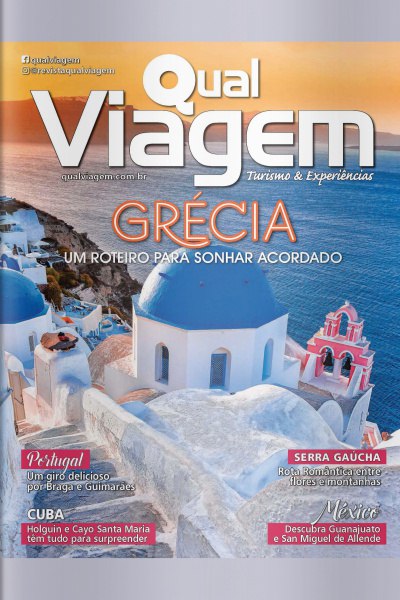 qualviagem
@revistaqualviagem
Qual
Viagem
qualviagem.com.br
Turismo & Experiências
GRÉCIA
UM ROTEIRO PARA SONHAR ACORDADO
Portugal
Um giro delicioso
por Braga e Guimarães
CUBA
Holguin e Cayo Santa Maria
têm tudo para surpreender
SERRA GAÚCHA
Rota Romântica entre
flores e montanhas
México
Descubra Guanajuato
e San Miguel de Allende